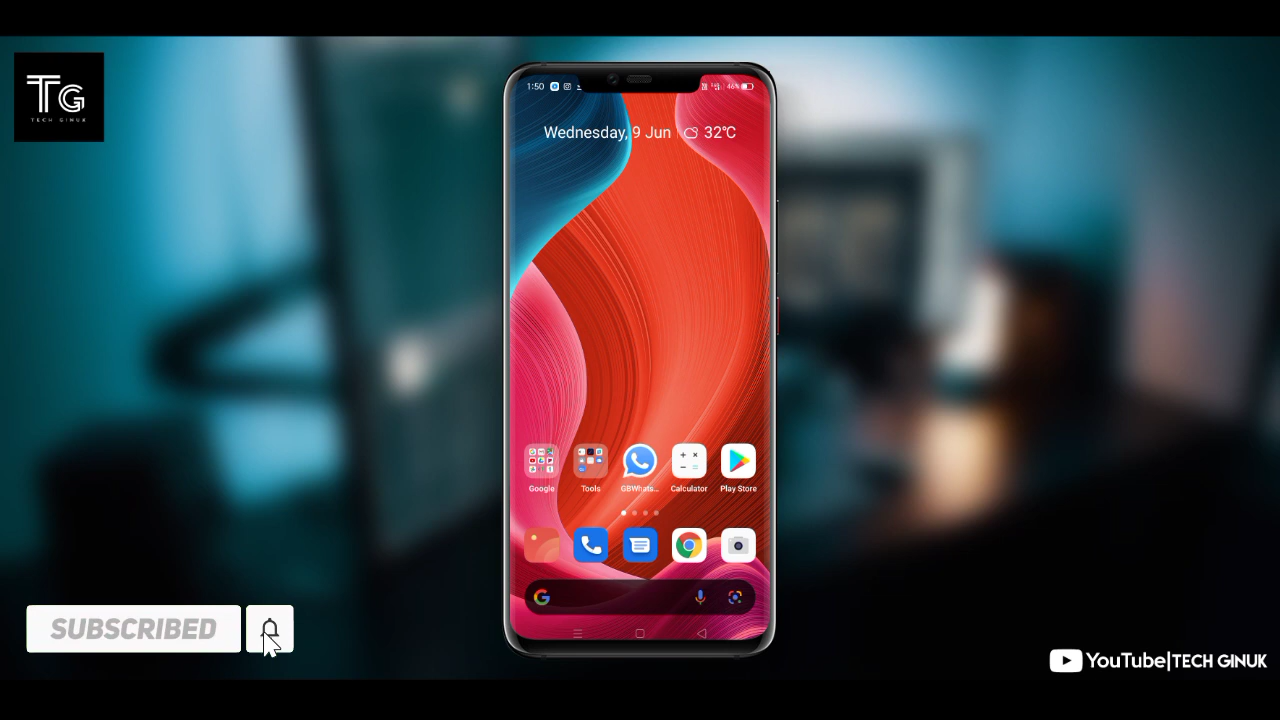 TG
TECH GINUK
1:50
46%
Wednesday, 9 Jun
32°C
Google
Tools
GBWhats...
Calculator
Play Store
SUBSCRIBED
YouTube|TECH GINUK